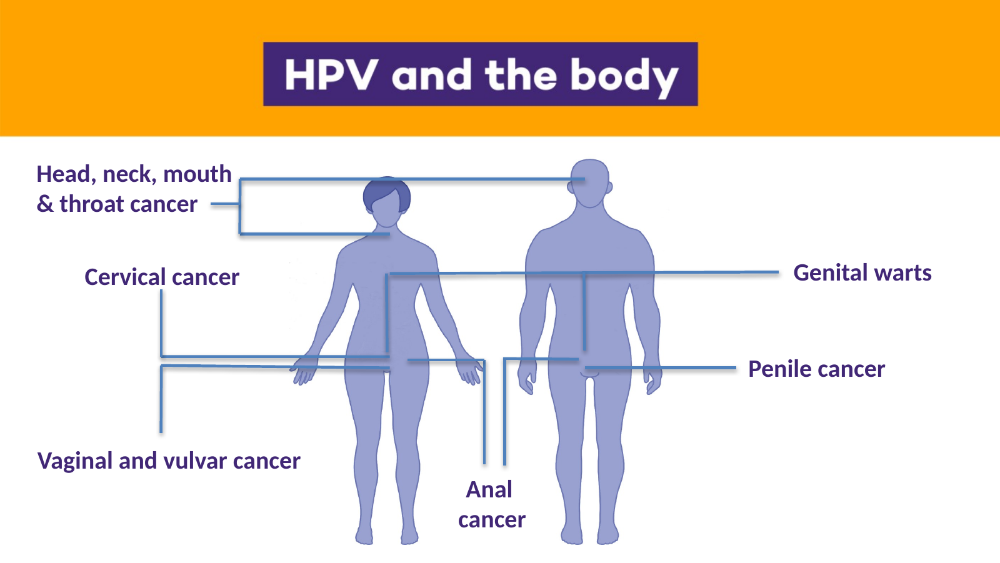 HPV and the body
Head, neck, mouth
& throat cancer
Cervical cancer
Genital warts
Penile cancer
Vaginal and vulvar cancer
Anal
cancer